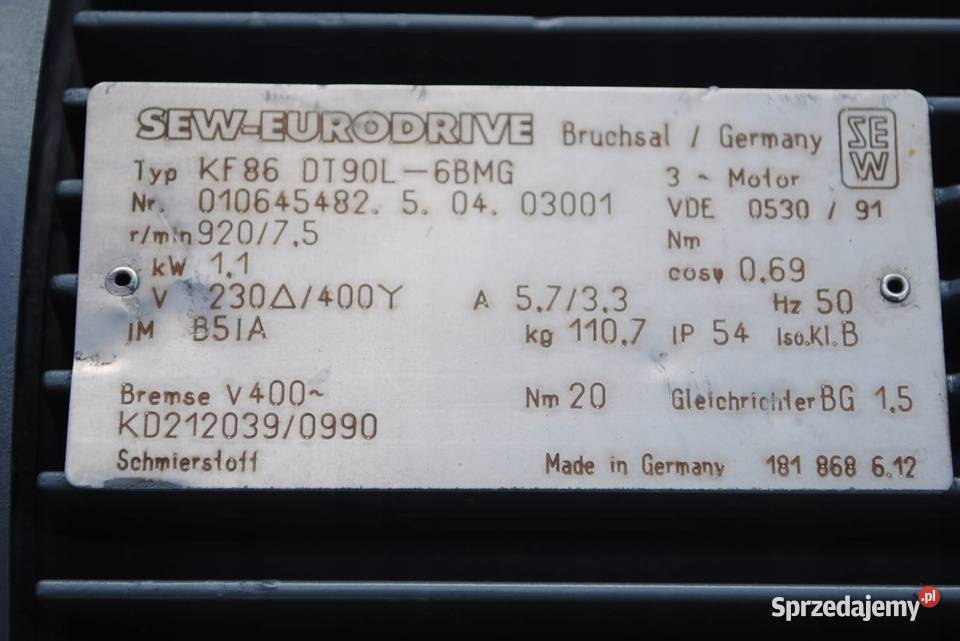 SEW-EURODRIVE Bruchsal / Germany SEW
Typ KF86 DT90L-6BMG 3 ~ Motor
Nr. 010645482. 5. 04. 03001 VDE 0530 / 91
r/min 920/7,5 Nm
kW 1,1 cosφ 0,69
V 230Δ/400Y A 5,7/3,3 Hz 50
IM B51A kg 110,7 IP 54 Iso.Kl. B
Bremse V 400~ Nm 20 Gleichrichter BG 1,5
KD212039/0990
Schmierstoff Made in Germany 181 868 6.12
Sprzedajemy.pl